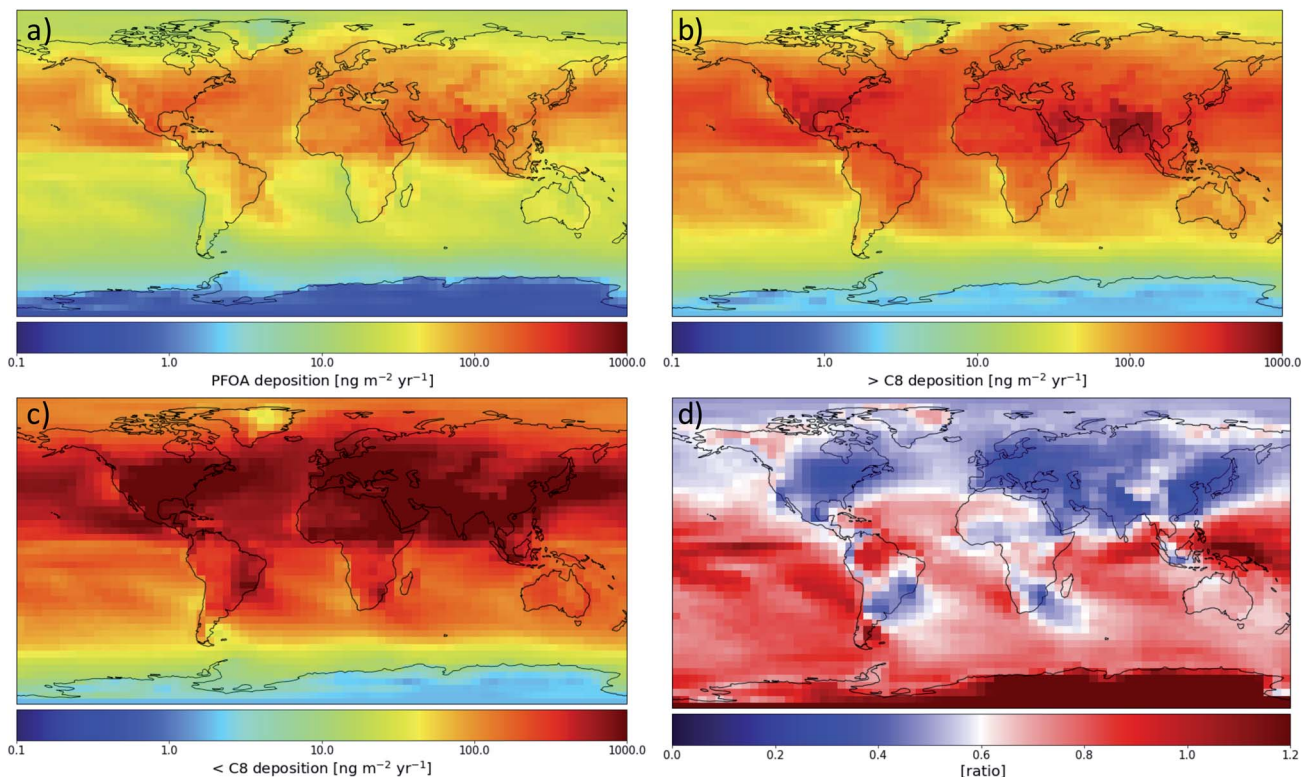 a)
0.1 1.0 10.0 100.0 1000.0
PFOA deposition [ng m⁻² yr⁻¹]
b)
0.1 1.0 10.0 100.0 1000.0
> C8 deposition [ng m⁻² yr⁻¹]
c)
0.1 1.0 10.0 100.0 1000.0
< C8 deposition [ng m⁻² yr⁻¹]
d)
0.0 0.2 0.4 0.6 0.8 1.0 1.2
[ratio]